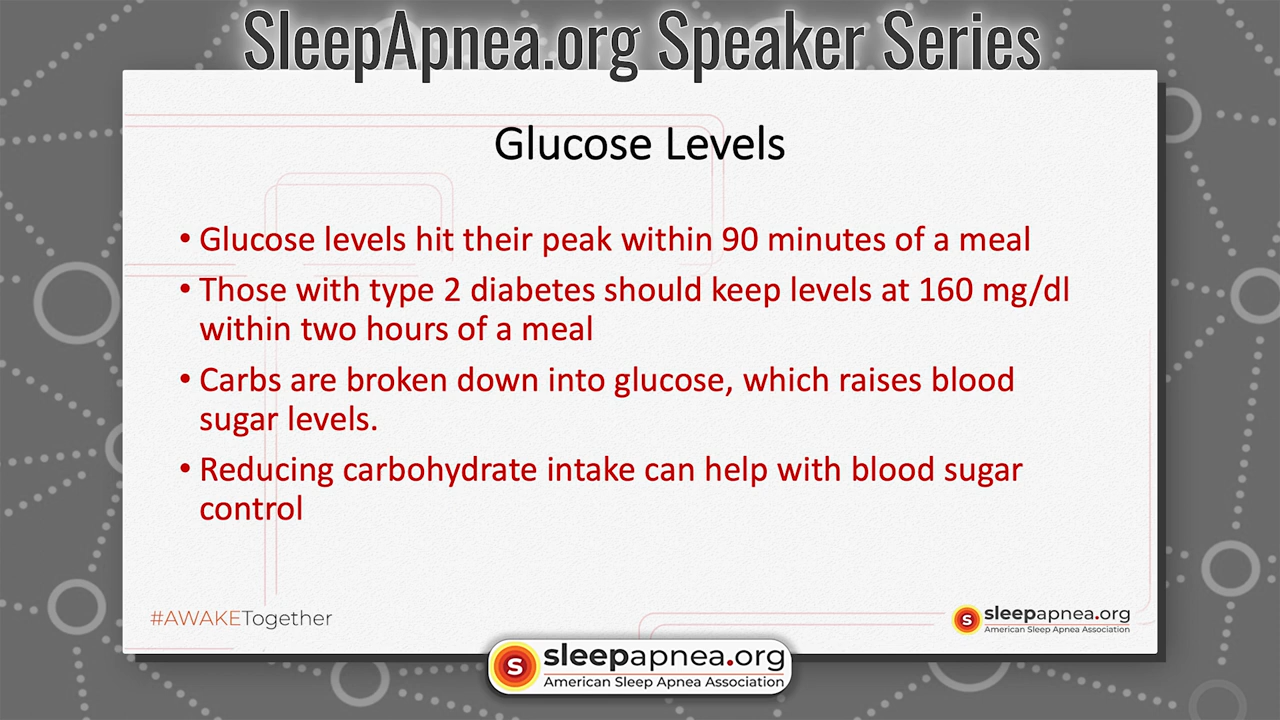 SleepApnea.org Speaker Series
Glucose Levels
• Glucose levels hit their peak within 90 minutes of a meal
• Those with type 2 diabetes should keep levels at 160 mg/dl
within two hours of a meal
• Carbs are broken down into glucose, which raises blood
sugar levels.
• Reducing carbohydrate intake can help with blood sugar
control
#AWAKETogether
S sleepapnea.org
American Sleep Apnea Association
S sleepapnea.org
American Sleep Apnea Association